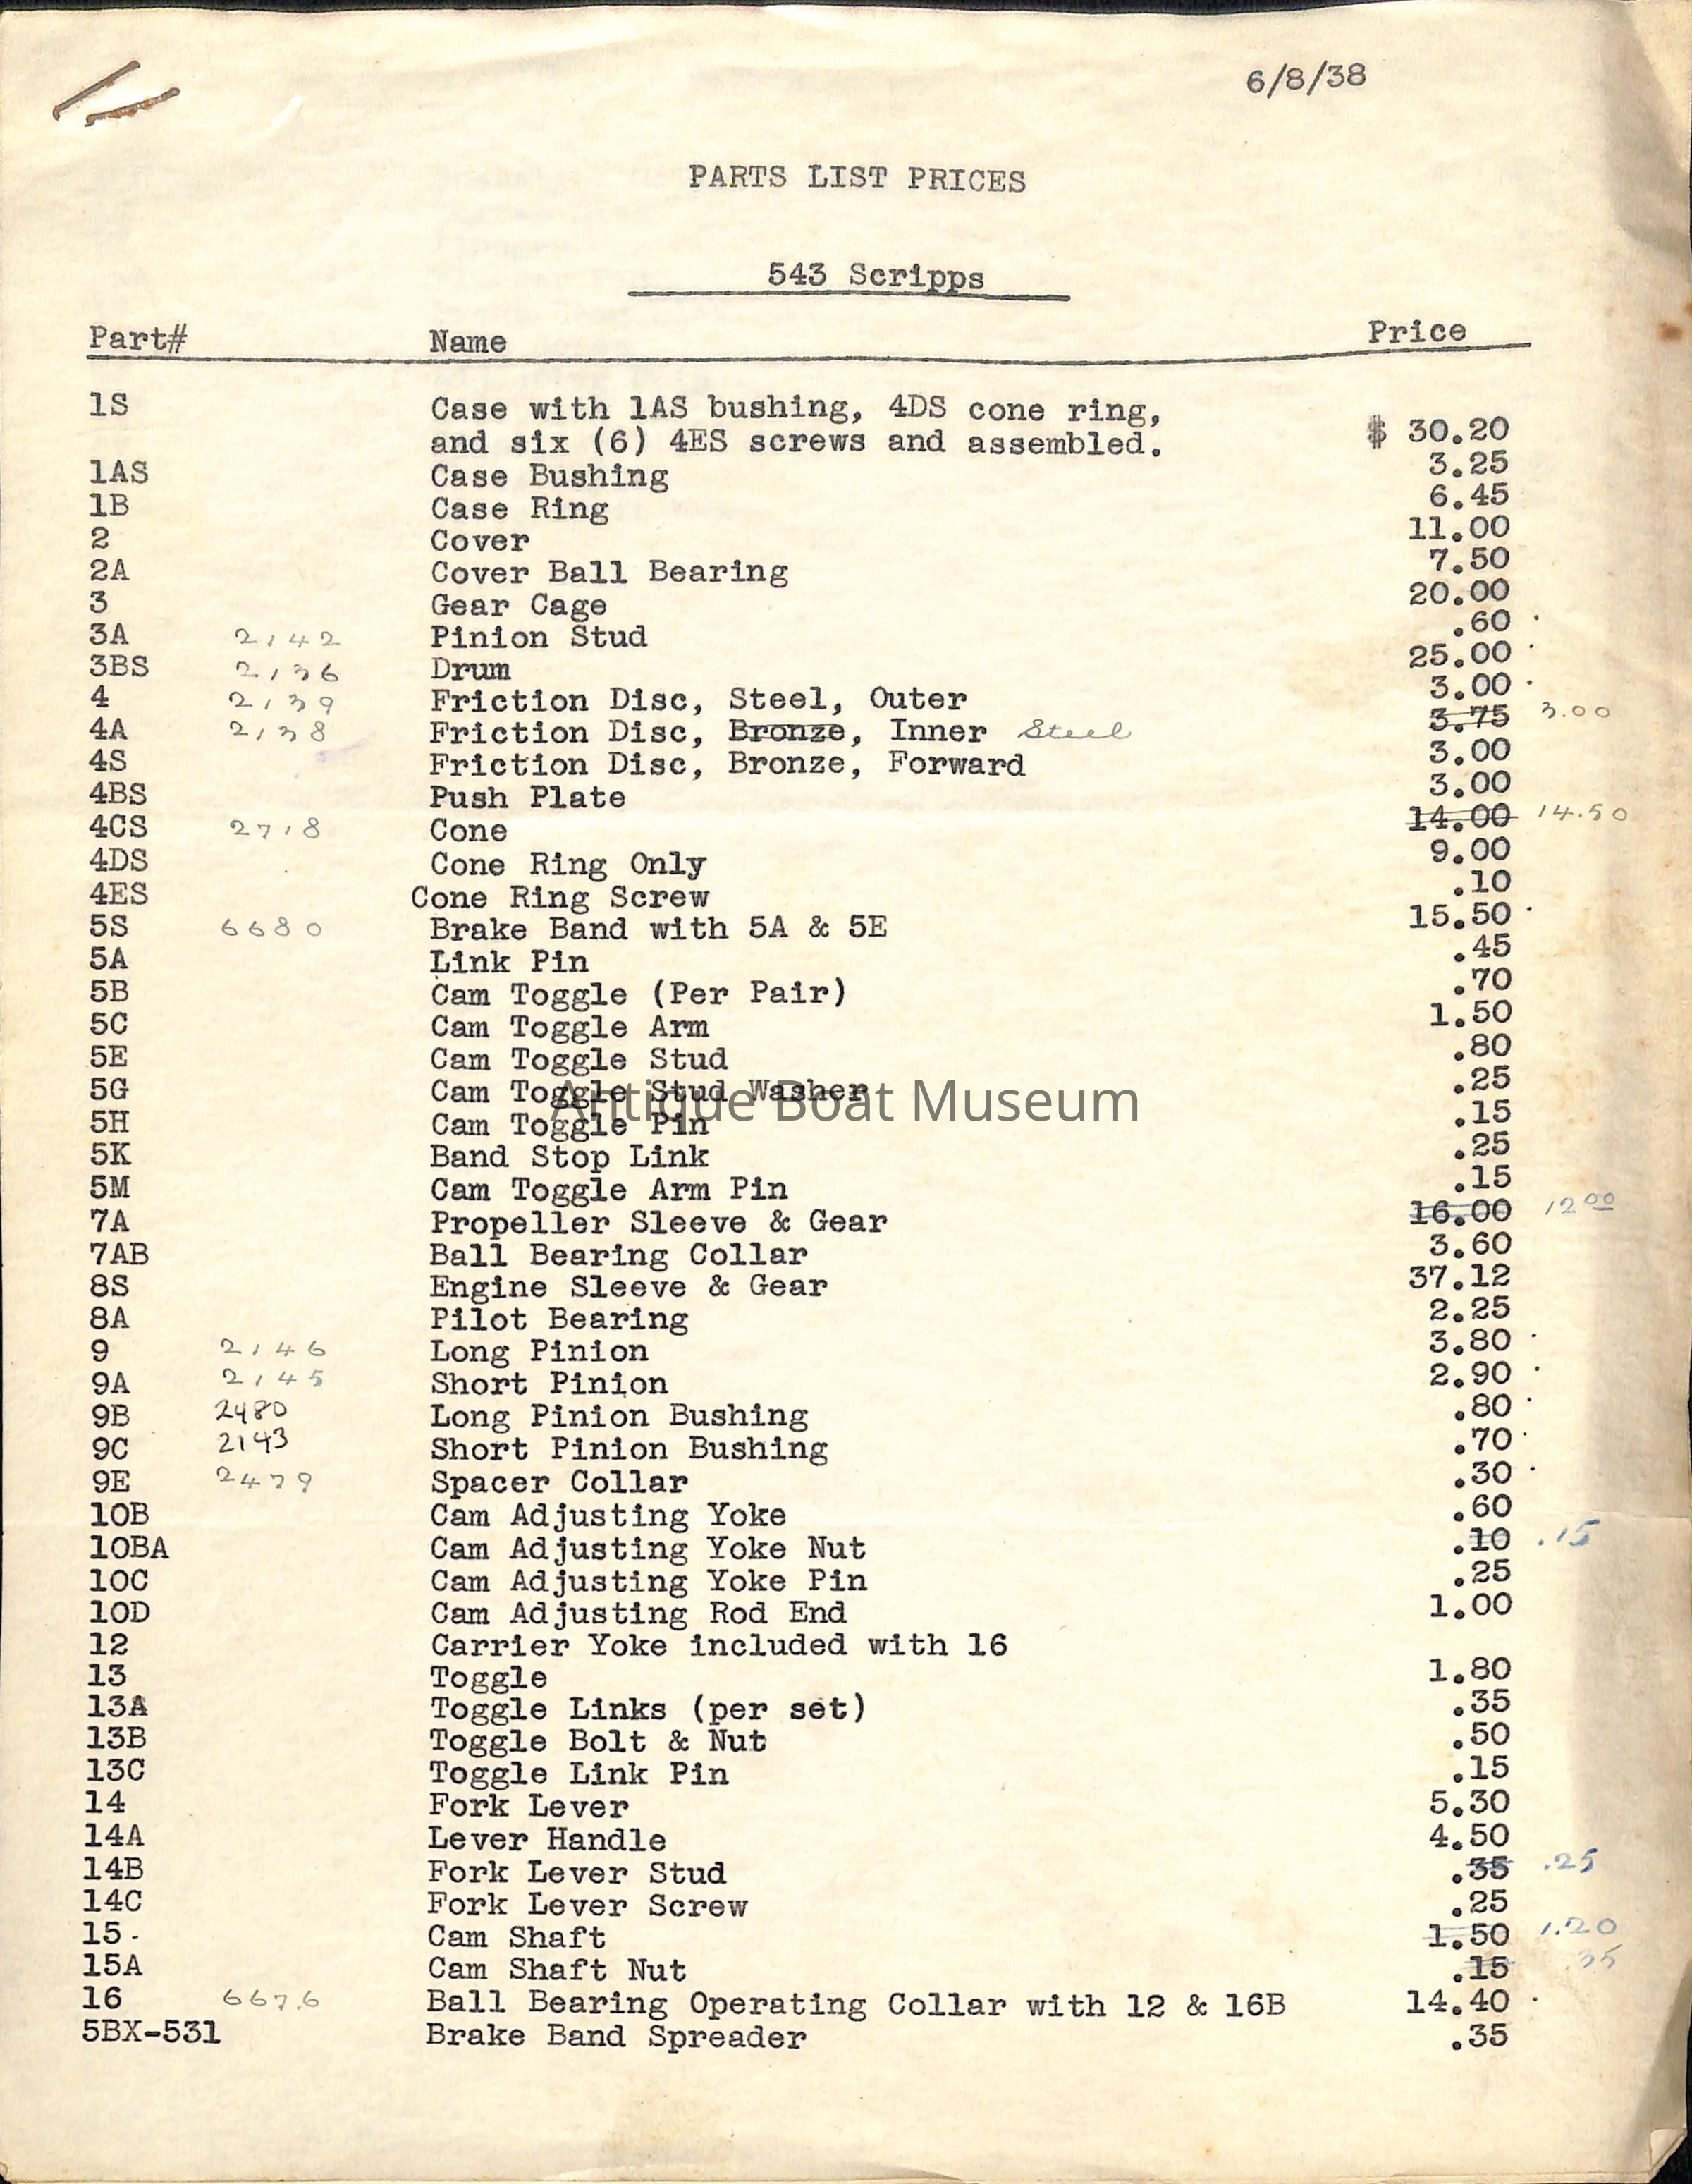 6/8/38
PARTS LIST PRICES
543 Scripps
Part# Name Price
1S Case with 1AS bushing, 4DS cone ring,
and six (6) 4ES screws and assembled. $ 30.20
1AS Case Bushing 3.25
1B Case Ring 6.45
2 Cover 11.00
2A Cover Ball Bearing 7.50
3 Gear Cage 20.00
3A 2142 Pinion Stud .60
3BS 2136 Drum 25.00
4 2139 Friction Disc, Steel, Outer 3.00
4A 2138 Friction Disc, Bronze, Inner Steel 3.75 3.00
4S Friction Disc, Bronze, Forward 3.00
4BS Push Plate 3.00
4CS 2718 Cone 14.00 14.50
4DS Cone Ring Only 9.00
4ES Cone Ring Screw .10
5S 6680 Brake Band with 5A & 5E 15.50
5A Link Pin .45
5B Cam Toggle (Per Pair) .70
5C Cam Toggle Arm 1.50
5E Cam Toggle Stud .80
5G Cam Toggle Stud Washer .25
Antique Boat Museum
5H Cam Toggle Pin .15
5K Band Stop Link .25
5M Cam Toggle Arm Pin .15
7A Propeller Sleeve & Gear 16.00 12.00
7AB Ball Bearing Collar 3.60
8S Engine Sleeve & Gear 37.12
8A Pilot Bearing 2.25
9 2146 Long Pinion 3.80
9A 2145 Short Pinion 2.90
9B 2480 Long Pinion Bushing .80
9C 2143 Short Pinion Bushing .70
9E 2479 Spacer Collar .30
10B Cam Adjusting Yoke .60
10BA Cam Adjusting Yoke Nut .10 .15
10C Cam Adjusting Yoke Pin .25
10D Cam Adjusting Rod End 1.00
12 Carrier Yoke included with 16
13 Toggle 1.80
13A Toggle Links (per set) .35
13B Toggle Bolt & Nut .50
13C Toggle Link Pin .15
14 Fork Lever 5.30
14A Lever Handle 4.50
14B Fork Lever Stud .35 .25
14C Fork Lever Screw .25
15 Cam Shaft 1.50 1.20
15A Cam Shaft Nut .15 .35
16 6676 Ball Bearing Operating Collar with 12 & 16B 14.40
5BX-531 Brake Band Spreader .35